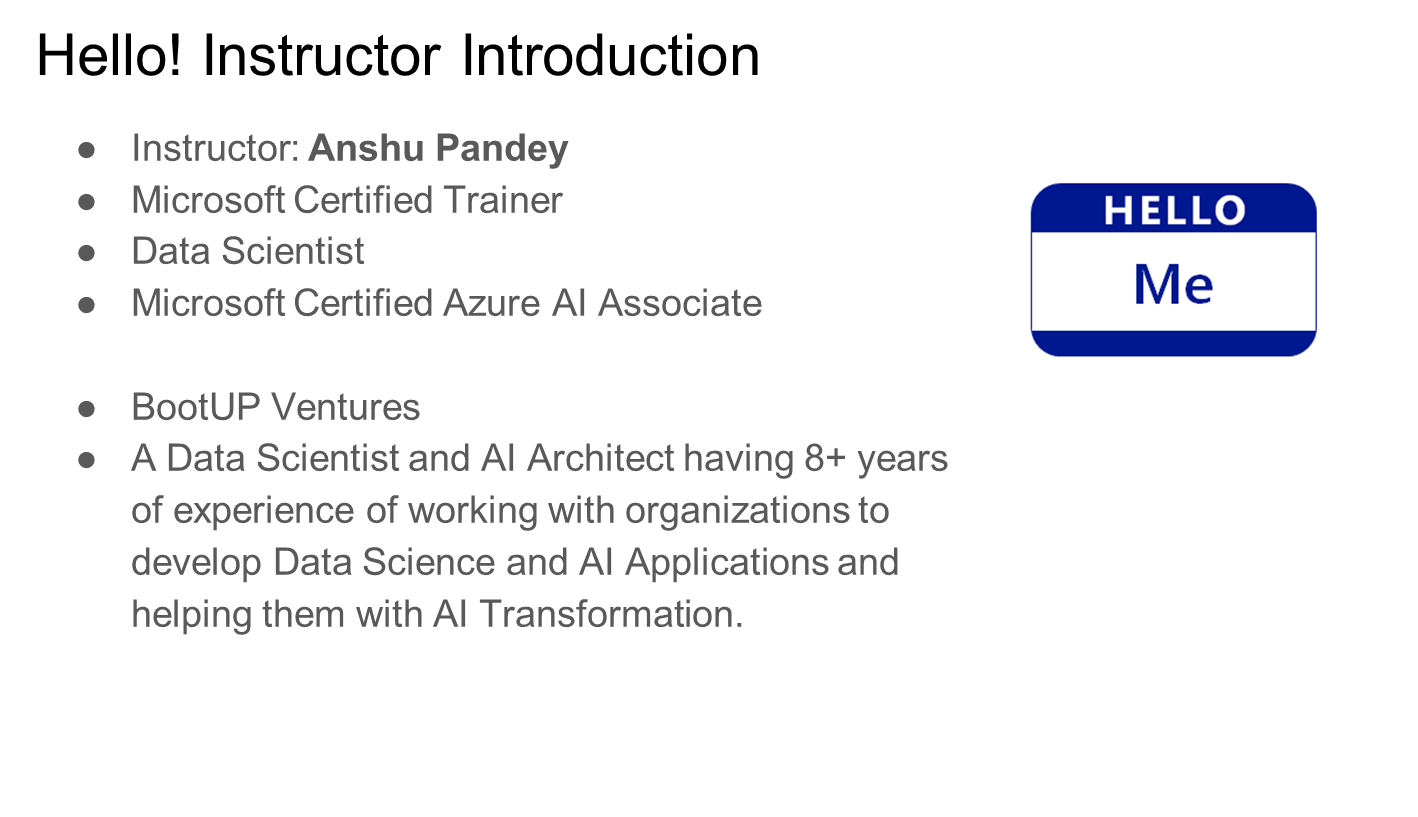 Hello! Instructor Introduction
● Instructor: Anshu Pandey
● Microsoft Certified Trainer
● Data Scientist
● Microsoft Certified Azure AI Associate
● BootUP Ventures
● A Data Scientist and AI Architect having 8+ years
of experience of working with organizations to
develop Data Science and AI Applications and
helping them with AI Transformation.
HELLO
Me